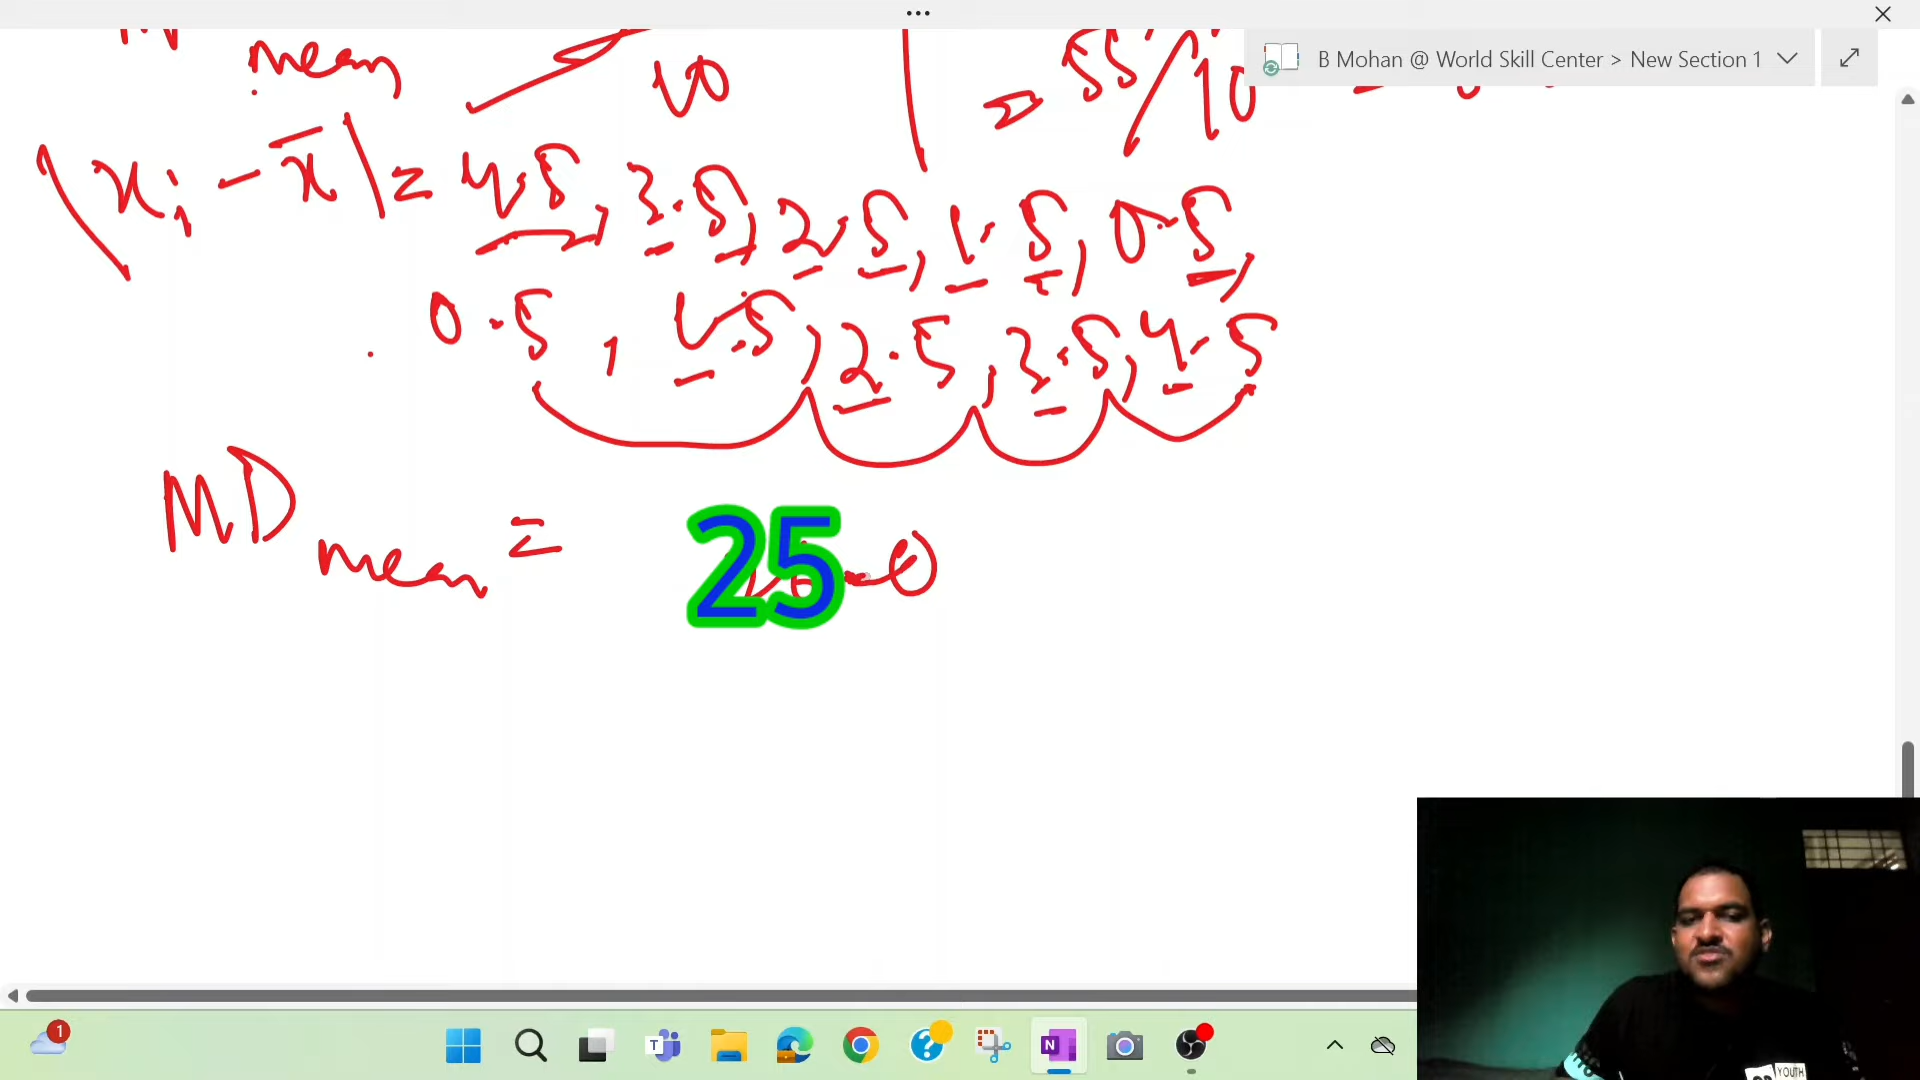 B Mohan @ World Skill Center > New Section 1
mean
10
= 55/10
|xi - x̄| = 4.5, 3.5, 2.5, 1.5, 0.5,
0.5, 1.5, 2.5, 3.5, 4.5
MD mean = 25
1
T
N
YOUTH